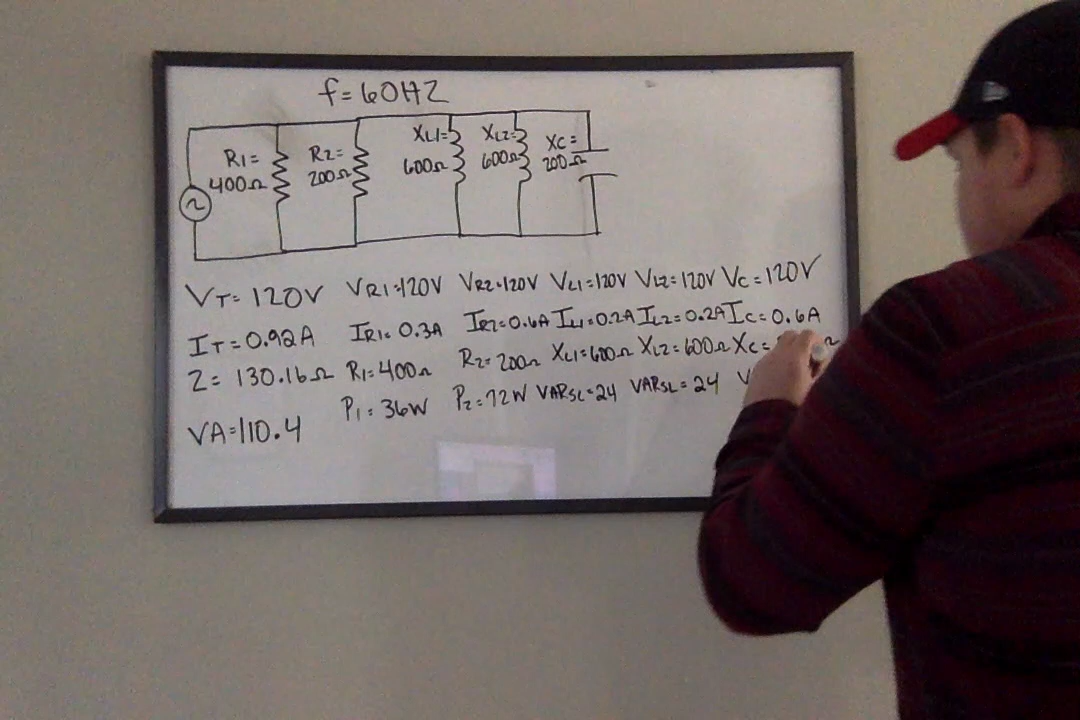 f=60HZ
R1=
400Ω
R2=
200Ω
XL1=
600Ω
XL2=
600Ω
XC=
200Ω
VT= 120V VR1=120V VR2=120V VL1=120V VL2=120V VC=120V
IT=0.92A IR1=0.3A IR2=0.6A IL1=0.2A IL2=0.2A IC=0.6A
Z= 130.16Ω R1=400Ω R2=200Ω XL1=600Ω XL2=600Ω XC= Ω
VA=110.4 P1=36W P2=72W VARSL=24 VARSL=24 V